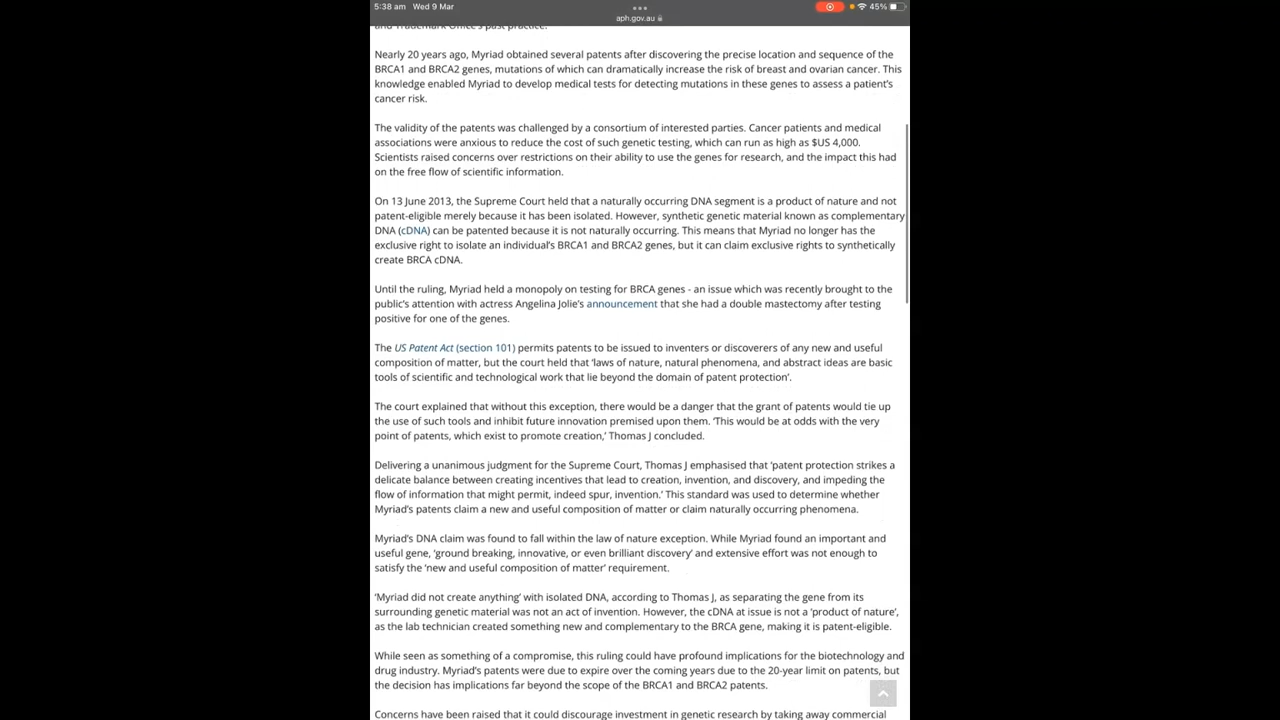 5:38 am Wed 9 Mar
45%
aph.gov.au
and Trademark Office's past practice.
Nearly 20 years ago, Myriad obtained several patents after discovering the precise location and sequence of the
BRCA1 and BRCA2 genes, mutations of which can dramatically increase the risk of breast and ovarian cancer. This
knowledge enabled Myriad to develop medical tests for detecting mutations in these genes to assess a patient's
cancer risk.
The validity of the patents was challenged by a consortium of interested parties. Cancer patients and medical
associations were anxious to reduce the cost of such genetic testing, which can run as high as $US 4,000.
Scientists raised concerns over restrictions on their ability to use the genes for research, and the impact this had
on the free flow of scientific information.
On 13 June 2013, the Supreme Court held that a naturally occurring DNA segment is a product of nature and not
patent-eligible merely because it has been isolated. However, synthetic genetic material known as complementary
DNA (cDNA) can be patented because it is not naturally occurring. This means that Myriad no longer has the
exclusive right to isolate an individual's BRCA1 and BRCA2 genes, but it can claim exclusive rights to synthetically
create BRCA cDNA.
Until the ruling, Myriad held a monopoly on testing for BRCA genes - an issue which was recently brought to the
public's attention with actress Angelina Jolie's announcement that she had a double mastectomy after testing
positive for one of the genes.
The US Patent Act (section 101) permits patents to be issued to inventers or discoverers of any new and useful
composition of matter, but the court held that 'laws of nature, natural phenomena, and abstract ideas are basic
tools of scientific and technological work that lie beyond the domain of patent protection'.
The court explained that without this exception, there would be a danger that the grant of patents would tie up
the use of such tools and inhibit future innovation premised upon them. 'This would be at odds with the very
point of patents, which exist to promote creation,' Thomas J concluded.
Delivering a unanimous judgment for the Supreme Court, Thomas J emphasised that 'patent protection strikes a
delicate balance between creating incentives that lead to creation, invention, and discovery, and impeding the
flow of information that might permit, indeed spur, invention.' This standard was used to determine whether
Myriad's patents claim a new and useful composition of matter or claim naturally occurring phenomena.
Myriad's DNA claim was found to fall within the law of nature exception. While Myriad found an important and
useful gene, 'ground breaking, innovative, or even brilliant discovery' and extensive effort was not enough to
satisfy the 'new and useful composition of matter' requirement.
'Myriad did not create anything' with isolated DNA, according to Thomas J, as separating the gene from its
surrounding genetic material was not an act of invention. However, the cDNA at issue is not a 'product of nature',
as the lab technician created something new and complementary to the BRCA gene, making it is patent-eligible.
While seen as something of a compromise, this ruling could have profound implications for the biotechnology and
drug industry. Myriad's patents were due to expire over the coming years due to the 20-year limit on patents, but
the decision has implications far beyond the scope of the BRCA1 and BRCA2 patents.
Concerns have been raised that it could discourage investment in genetic research by taking away commercial